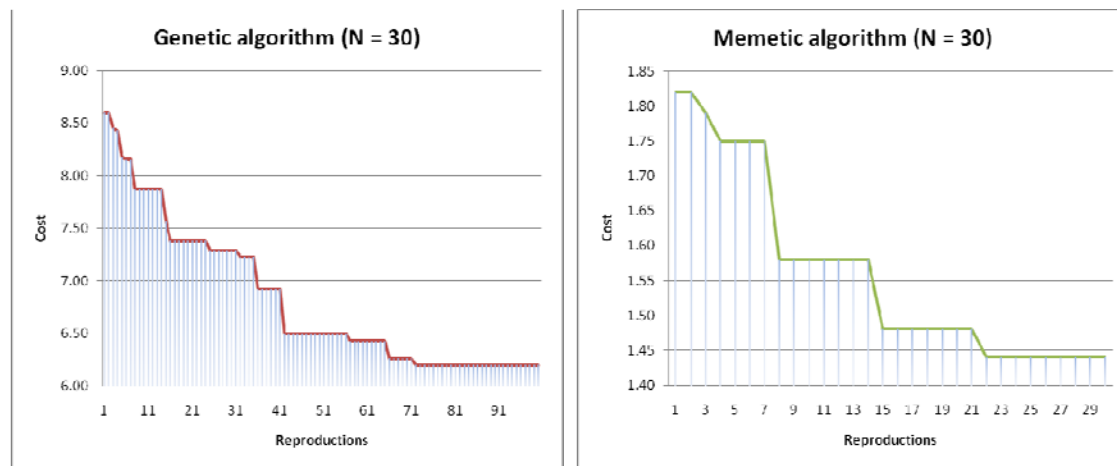 Genetic algorithm (N = 30)
9.00
8.50
8.00
7.50
7.00
6.50
6.00
Cost
1 11 21 31 41 51 61 71 81 91
Reproductions
Memetic algorithm (N = 30)
1.85
1.80
1.75
1.70
1.65
1.60
1.55
1.50
1.45
1.40
Cost
1 3 5 7 9 11 13 15 17 19 21 23 25 27 29
Reproductions